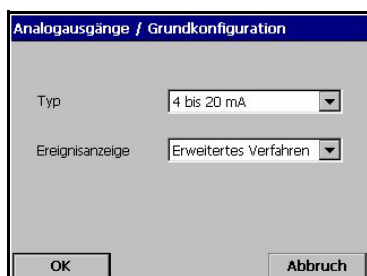 Analogausgänge / Grundkonfiguration
Typ 4 bis 20 mA
Ereignisanzeige Erweitertes Verfahren
OK Abbruch